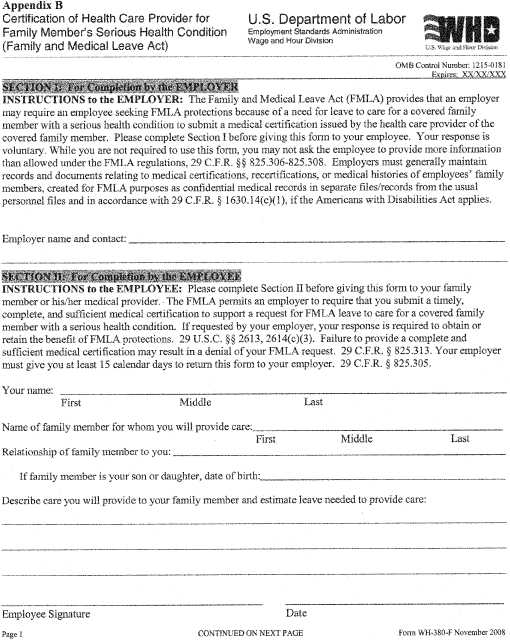 Appendix B
Certification of Health Care Provider for
Family Member's Serious Health Condition
(Family and Medical Leave Act)
U.S. Department of Labor
Employment Standards Administration
Wage and Hour Division
WHD
U.S. Wage and Hour Division
OMB Control Number: 1215-0181
Expires: XX/XX/XXX
SECTION I: For Completion by the EMPLOYER
INSTRUCTIONS to the EMPLOYER: The Family and Medical Leave Act (FMLA) provides that an employer
may require an employee seeking FMLA protections because of a need for leave to care for a covered family
member with a serious health condition to submit a medical certification issued by the health care provider of the
covered family member. Please complete Section I before giving this form to your employee. Your response is
voluntary. While you are not required to use this form, you may not ask the employee to provide more information
than allowed under the FMLA regulations, 29 C.F.R. §§ 825.306-825.308. Employers must generally maintain
records and documents relating to medical certifications, recertifications, or medical histories of employees' family
members, created for FMLA purposes as confidential medical records in separate files/records from the usual
personnel files and in accordance with 29 C.F.R. § 1630.14(c)(1), if the Americans with Disabilities Act applies.
Employer name and contact:
SECTION II: For Completion by the EMPLOYEE
INSTRUCTIONS to the EMPLOYEE: Please complete Section II before giving this form to your family
member or his/her medical provider. The FMLA permits an employer to require that you submit a timely,
complete, and sufficient medical certification to support a request for FMLA leave to care for a covered family
member with a serious health condition. If requested by your employer, your response is required to obtain or
retain the benefit of FMLA protections. 29 U.S.C. §§ 2613, 2614(c)(3). Failure to provide a complete and
sufficient medical certification may result in a denial of your FMLA request. 29 C.F.R. § 825.313. Your employer
must give you at least 15 calendar days to return this form to your employer. 29 C.F.R. § 825.305.
Your name:
First Middle Last
Name of family member for whom you will provide care:
First Middle Last
Relationship of family member to you:
If family member is your son or daughter, date of birth:
Describe care you will provide to your family member and estimate leave needed to provide care:
Employee Signature Date
Page 1 CONTINUED ON NEXT PAGE Form WH-380-F November 2008